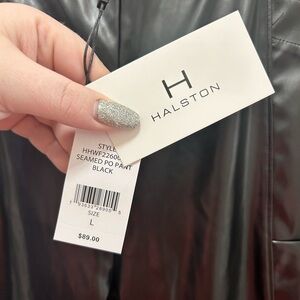 H
HALSTON
STYLE
SEAMED PO PANT
BLACK
SIZE
L
$89.00